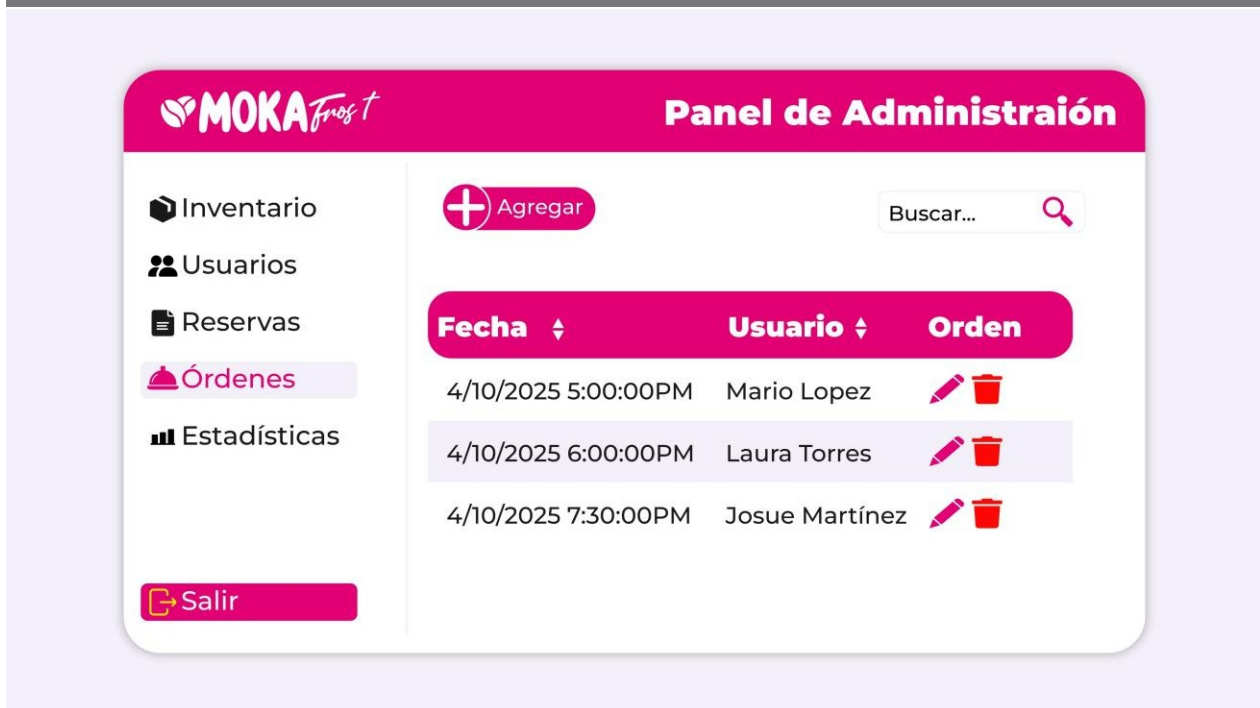 MOKA Frost
Panel de Administraión
Inventario
Usuarios
Reservas
Órdenes
Estadísticas
Salir
Agregar
Buscar...
Fecha Usuario Orden
4/10/2025 5:00:00PM Mario Lopez
4/10/2025 6:00:00PM Laura Torres
4/10/2025 7:30:00PM Josue Martínez